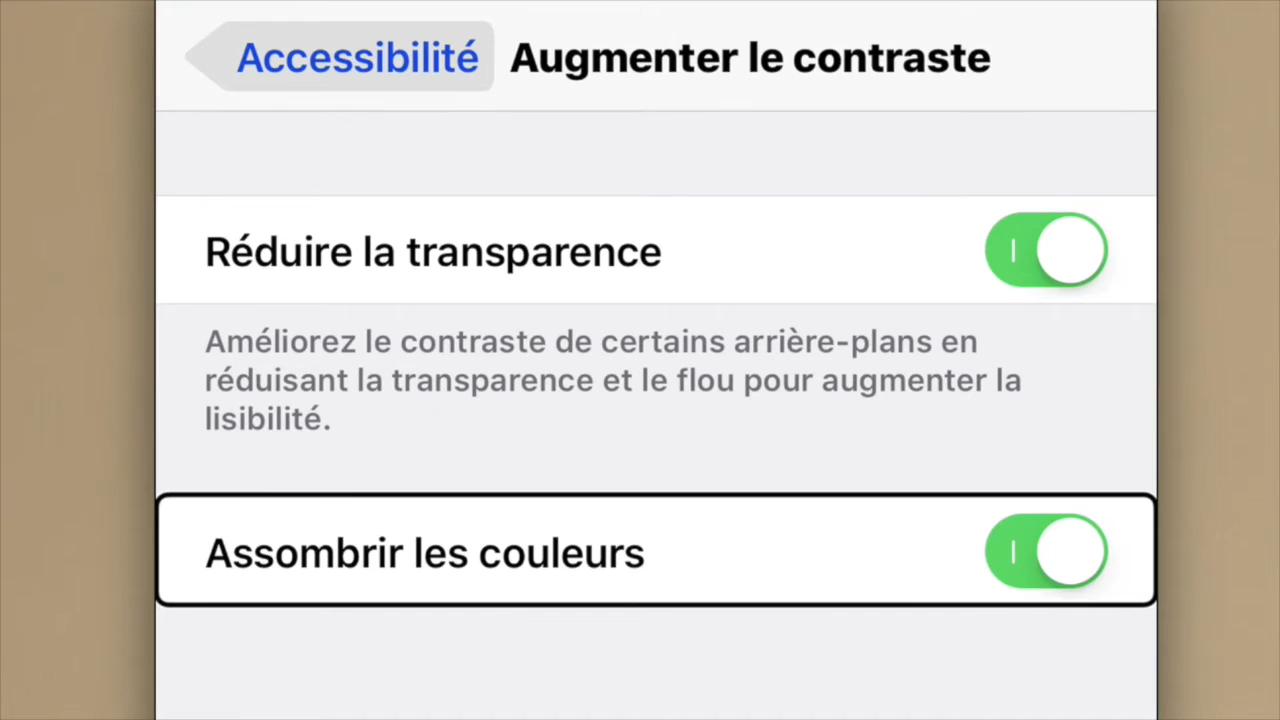 Accessibilité Augmenter le contraste
Réduire la transparence
Améliorez le contraste de certains arrière-plans en
réduisant la transparence et le flou pour augmenter la
lisibilité.
Assombrir les couleurs